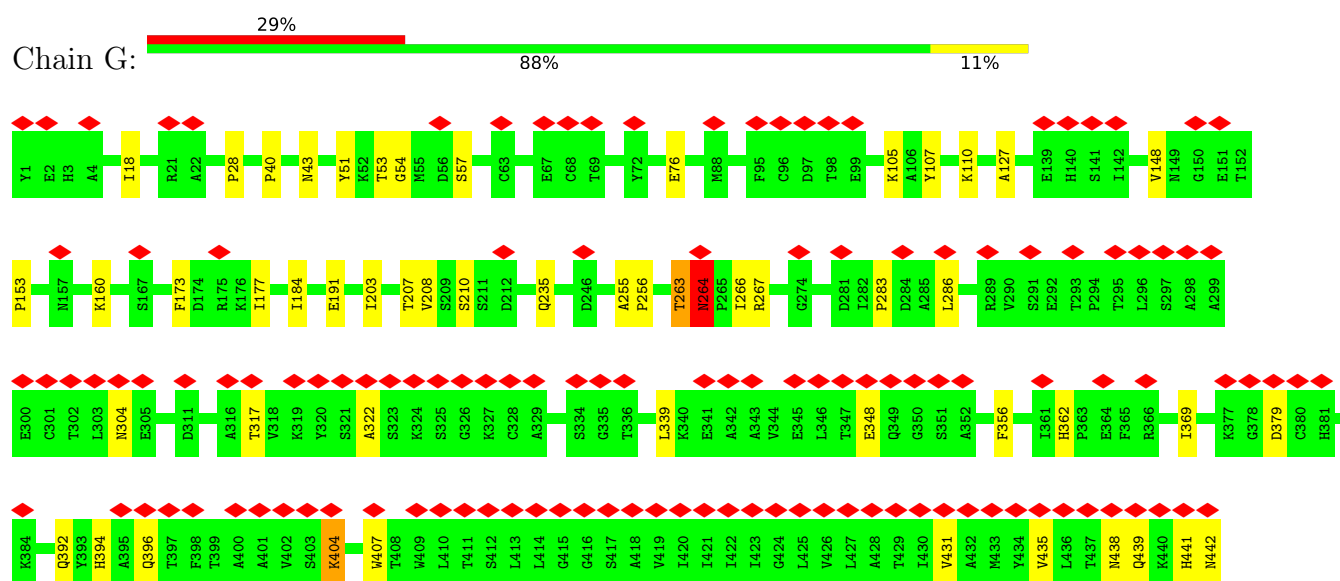 29%
Chain G:
88% 11%
Y1 E2 H3 A4 I18 R21 A22 P28 P40 N43 Y51 K52 T53 G54 N55 D56 S57 C63 E67 C68 T69 Y72 E76 M88 F95 C96 D97 T98 E99 K105 A106 Y107 K110 A127 E139 H140 S141 I142 V148 N149 G150 E151 T152
P153 N157 K160 S167 F173 D174 R175 K176 I177 I184 E191 I203 T207 V208 S209 S210 S211 D212 Q235 D246 A255 P256 T263 N264 P265 I266 R267 G274 D281 I282 P283 D284 A285 L286 R289 V290 S291 E292 T293 P294 T295 L296 S297 A298 A299
E300 C301 T302 L303 N304 E305 D311 A316 T317 V318 K319 Y320 S321 A322 S323 K324 S325 G326 K327 C328 A329 S334 G335 T336 L339 K340 E341 A342 A343 V344 E345 L346 T347 E348 Q349 G350 S351 A352 F356 I361 H362 P363 E364 F365 R366 I369 K377 G378 D379 C380 H381
K384 Q392 Y393 H394 A395 Q396 T397 F398 T399 A400 A401 V402 S403 K404 W407 T408 W409 L410 T411 S412 L413 L414 G415 G416 S417 A418 V419 I420 I421 I422 I423 G424 L425 V426 L427 A428 T429 I430 V431 A432 M433 Y434 V435 L436 T437 N438 Q439 K440 H441 N442